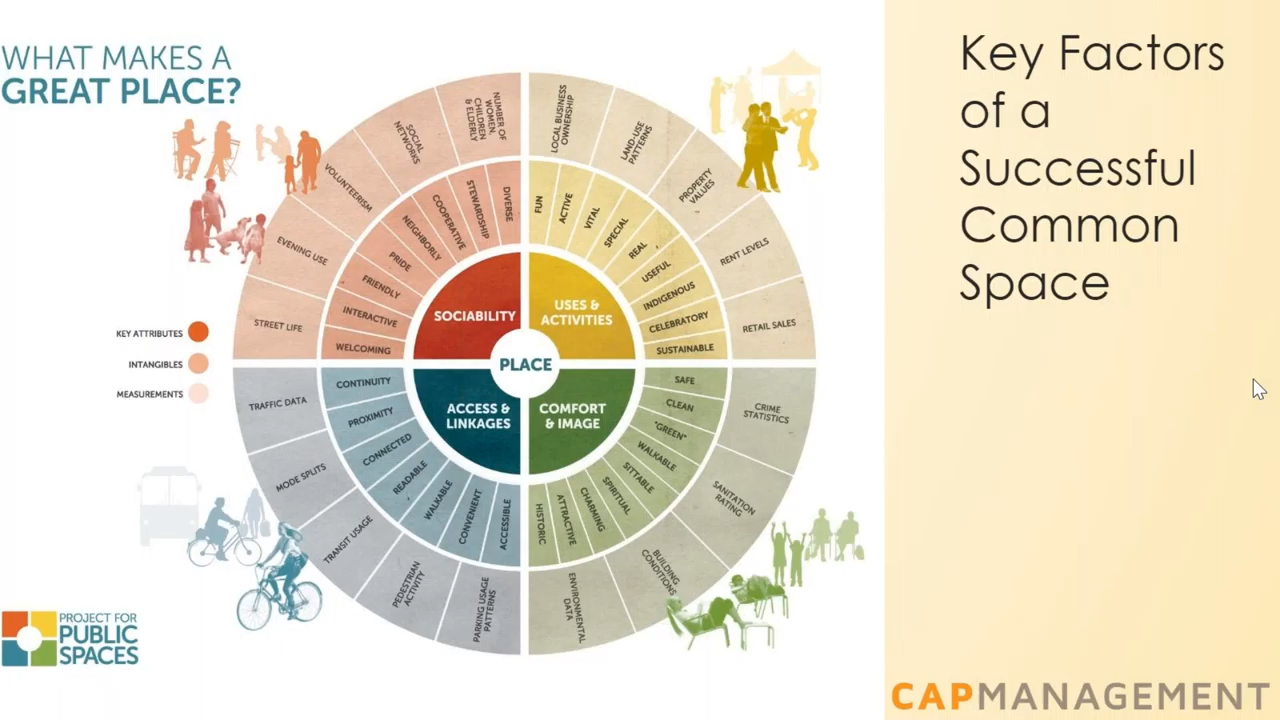 WHAT MAKES A
GREAT PLACE?
Key Factors
of a
Successful
Common
Space
KEY ATTRIBUTES
INTANGIBLES
MEASUREMENTS
PLACE
SOCIABILITY
USES &
ACTIVITIES
ACCESS &
LINKAGES
COMFORT
& IMAGE
WELCOMING
INTERACTIVE
FRIENDLY
PRIDE
NEIGHBORLY
COOPERATIVE
STEWARDSHIP
DIVERSE
FUN
ACTIVE
VITAL
SPECIAL
REAL
USEFUL
INDIGENOUS
CELEBRATORY
SUSTAINABLE
SAFE
CLEAN
"GREEN"
WALKABLE
SITTABLE
SPIRITUAL
CHARMING
ATTRACTIVE
HISTORIC
ACCESSIBLE
CONVENIENT
WALKABLE
READABLE
CONNECTED
PROXIMITY
CONTINUITY
STREET LIFE
EVENING USE
VOLUNTEERISM
SOCIAL
NETWORKS
NUMBER OF
WOMEN,
CHILDREN
& ELDERLY
LOCAL BUSINESS
OWNERSHIP
LAND-USE
PATTERNS
PROPERTY
VALUES
RENT LEVELS
RETAIL SALES
CRIME
STATISTICS
SANITATION
RATING
BUILDING
CONDITIONS
ENVIRONMENTAL
DATA
PARKING USAGE
PATTERNS
PEDESTRIAN
ACTIVITY
TRANSIT USAGE
MODE SPLITS
TRAFFIC DATA
PROJECT FOR
PUBLIC
SPACES
CAPMANAGEMENT